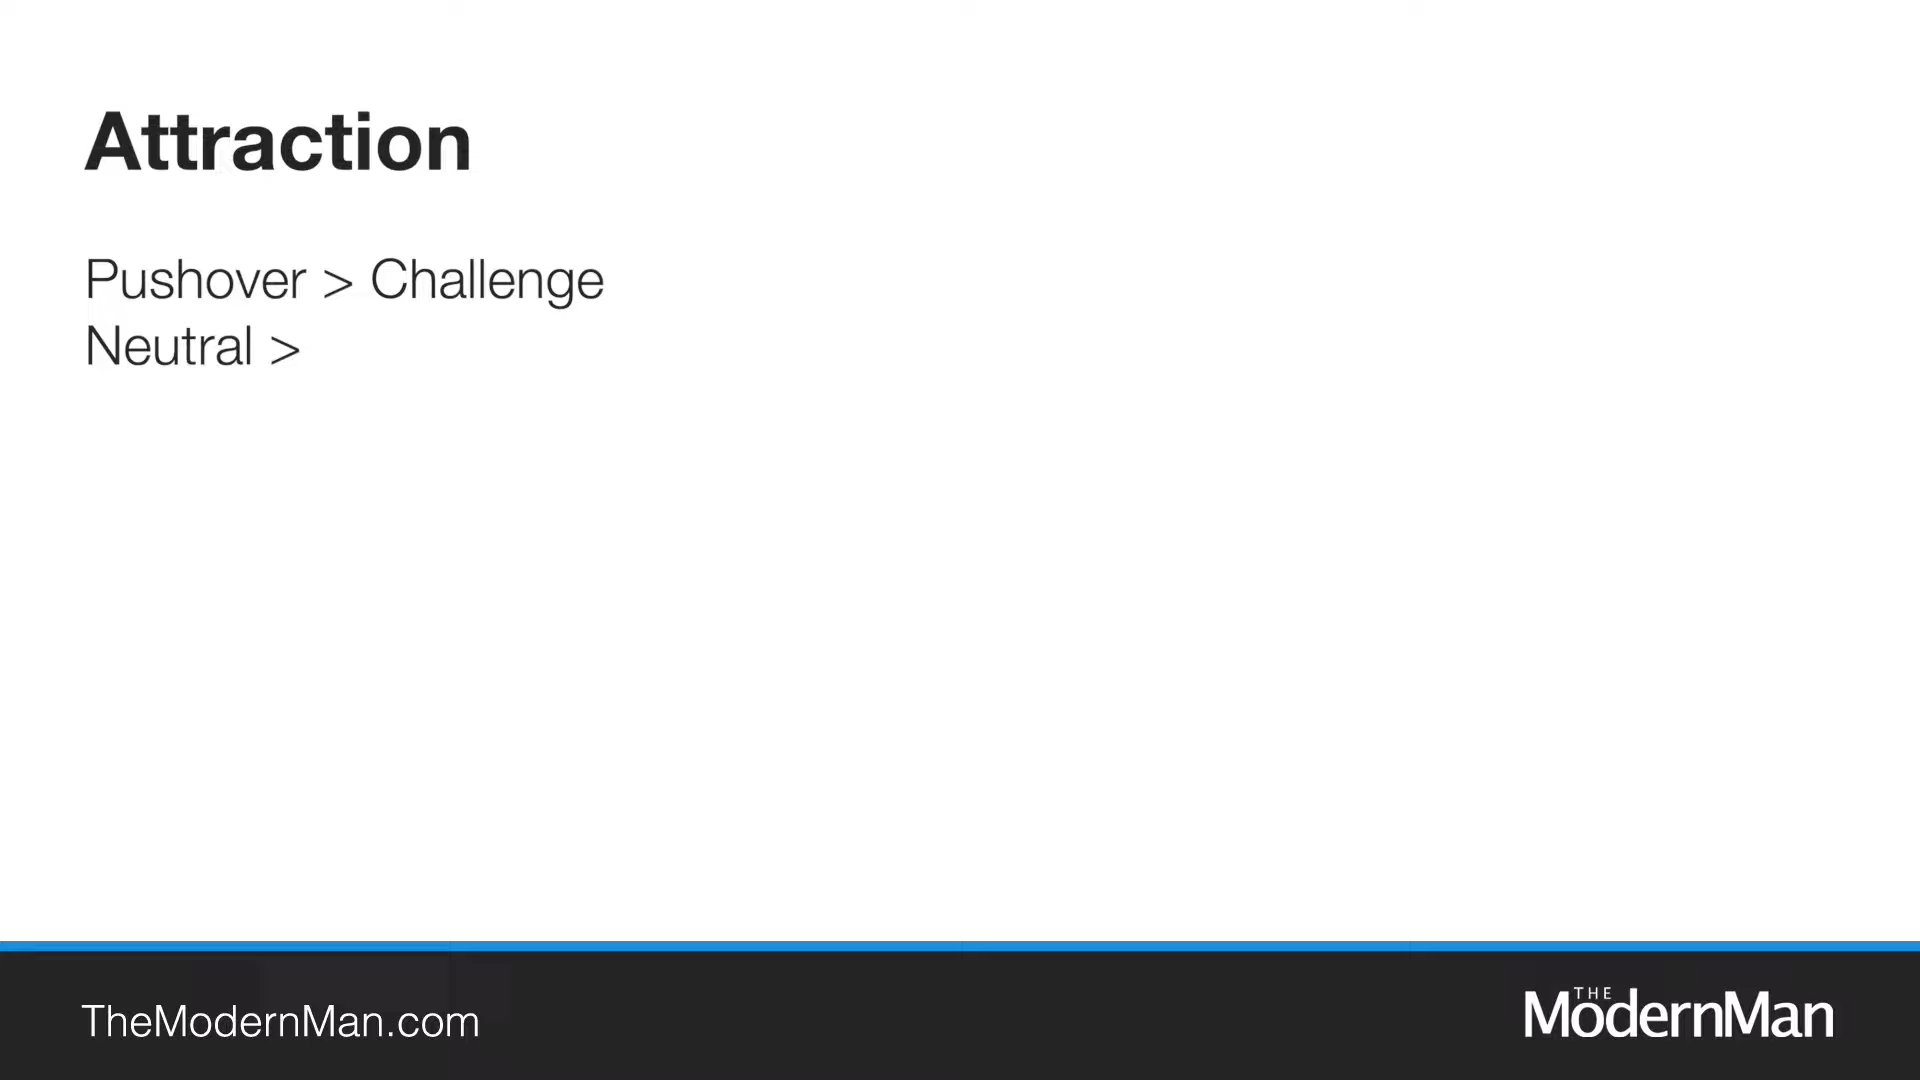 Attraction
Pushover > Challenge
Neutral >
TheModernMan.com
THE
ModernMan